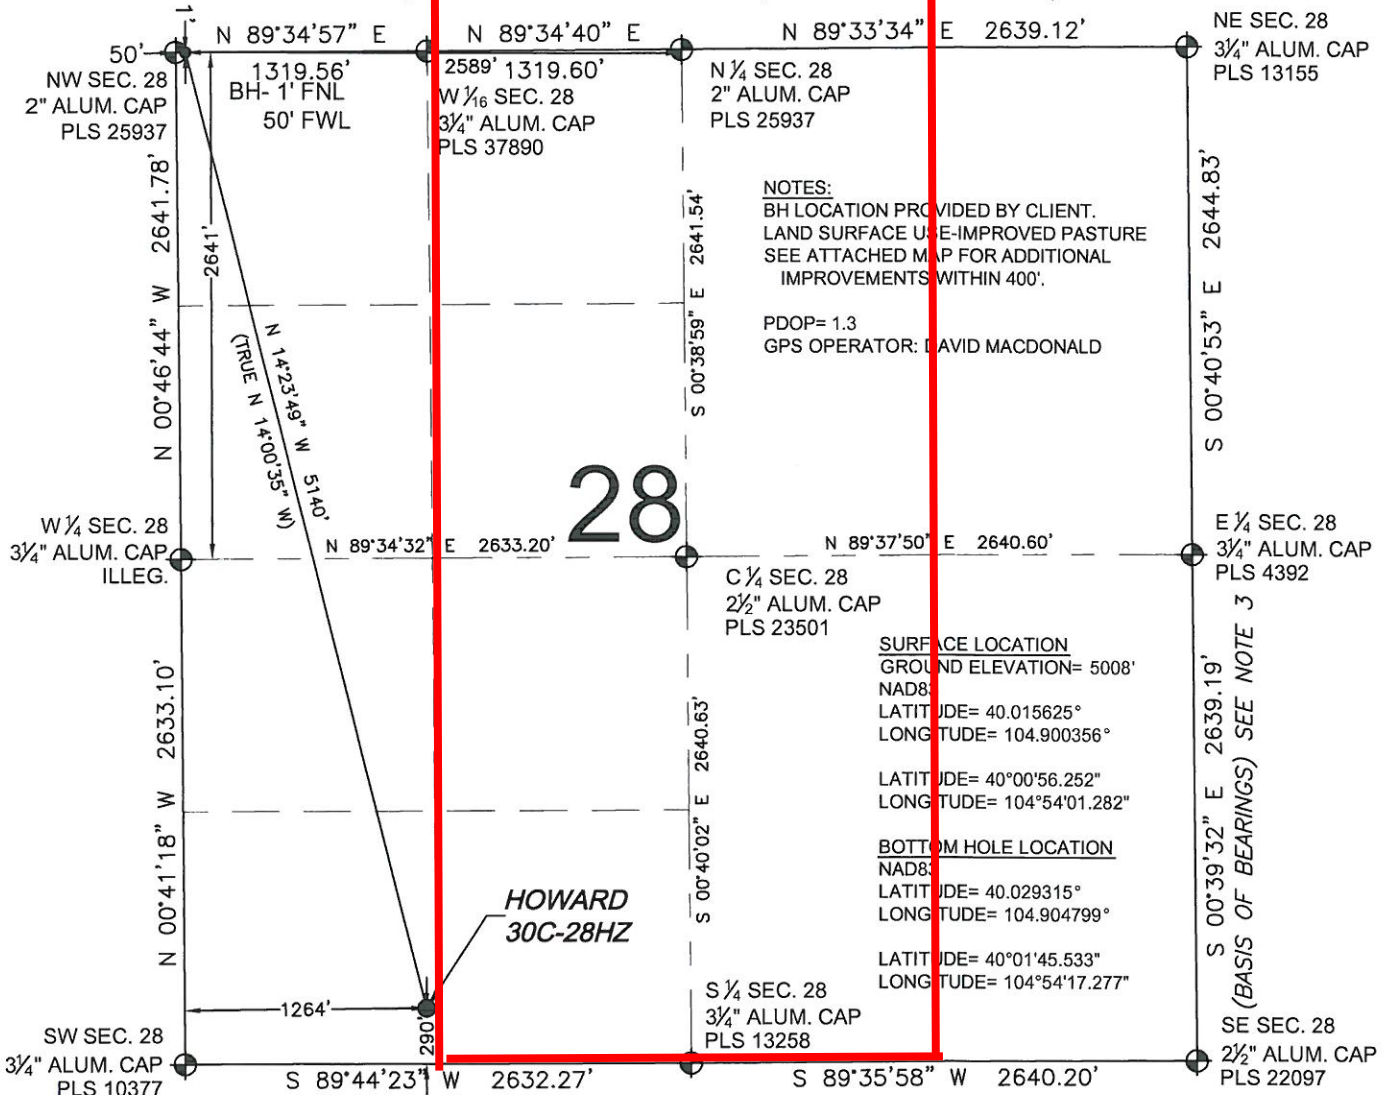 1'
N 89°34'57" E
N 89°34'40" E
N 89°33'34" E 2639.12'
NE SEC. 28
3¼" ALUM. CAP
PLS 13155
50'
1319.56'
2589' 1319.60'
NW SEC. 28
2" ALUM. CAP
PLS 25937
BH- 1' FNL
50' FWL
W 1⁄16 SEC. 28
3¼" ALUM. CAP
PLS 37890
N ¼ SEC. 28
2" ALUM. CAP
PLS 25937
N 00°46'44" W 2641.78'
2641'
N 14°23'49" W 5140'
(TRUE N 14°00'35" W)
S 00°38'59" E 2641.54'
NOTES:
BH LOCATION PROVIDED BY CLIENT.
LAND SURFACE USE-IMPROVED PASTURE
SEE ATTACHED MAP FOR ADDITIONAL
IMPROVEMENTS WITHIN 400'.
PDOP= 1.3
GPS OPERATOR: DAVID MACDONALD
S 00°40'53" E 2644.83'
28
W ¼ SEC. 28
3¼" ALUM. CAP
ILLEG.
N 89°34'32" E 2633.20'
N 89°37'50" E 2640.60'
E ¼ SEC. 28
3¼" ALUM. CAP
PLS 4392
C ¼ SEC. 28
2½" ALUM. CAP
PLS 23501
N 00°41'18" W 2633.10'
S 00°40'02" E 2640.63'
SURFACE LOCATION
GROUND ELEVATION= 5008'
NAD83
LATITUDE= 40.015625°
LONGITUDE= 104.900356°
LATITUDE= 40°00'56.252"
LONGITUDE= 104°54'01.282"
BOTTOM HOLE LOCATION
NAD83
LATITUDE= 40.029315°
LONGITUDE= 104.904799°
LATITUDE= 40°01'45.533"
LONGITUDE= 104°54'17.277"
S 00°39'32" E 2639.19'
(BASIS OF BEARINGS) SEE NOTE 3
HOWARD
30C-28HZ
1264'
290'
SW SEC. 28
3¼" ALUM. CAP
PLS 10377
S 89°44'23" W 2632.27'
S ¼ SEC. 28
3¼" ALUM. CAP
PLS 13258
S 89°35'58" W 2640.20'
SE SEC. 28
2½" ALUM. CAP
PLS 22097